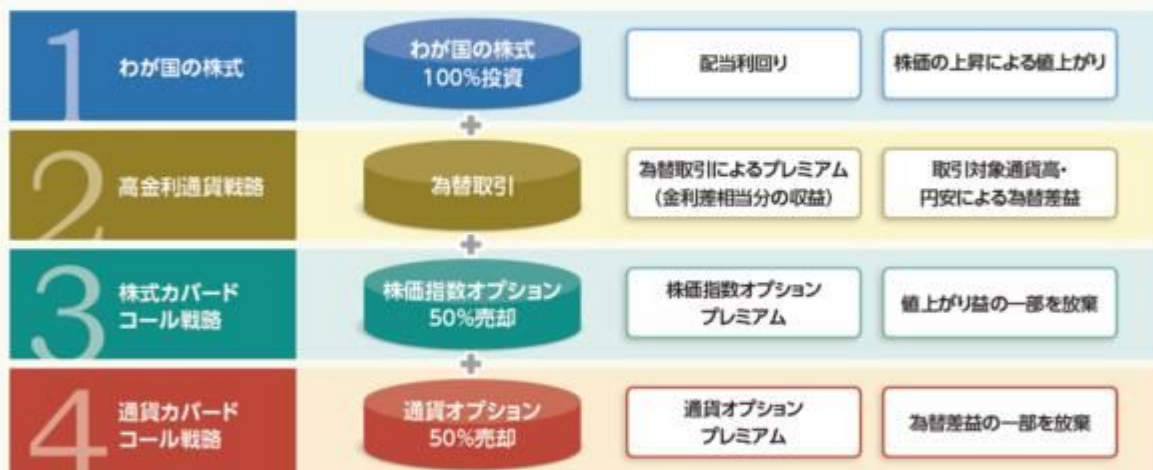 1
わが国の株式
わが国の株式
100%投資
配当利回り
株価の上昇による値上がり
+
2
高金利通貨戦略
為替取引
為替取引によるプレミアム
(金利差相当分の収益)
取引対象通貨高・
円安による為替差益
+
3
株式カバード
コール戦略
株価指数オプション
50%売却
株価指数オプション
プレミアム
値上がり益の一部を放棄
+
4
通貨カバード
コール戦略
通貨オプション
50%売却
通貨オプション
プレミアム
為替差益の一部を放棄